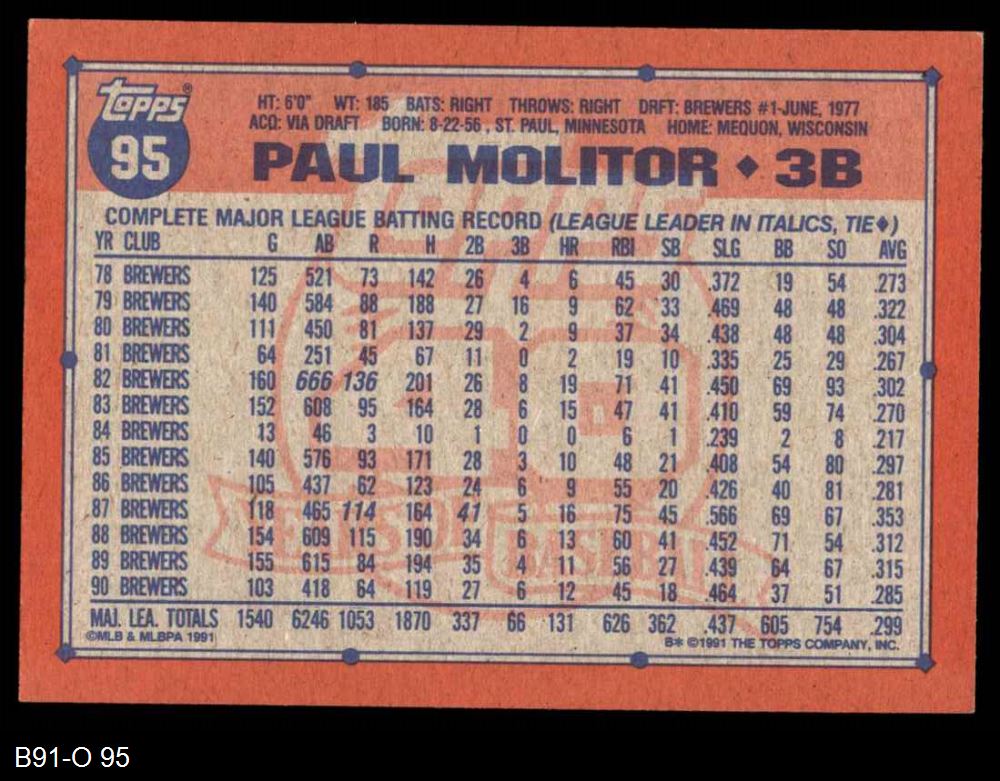 Topps®
95
HT: 6'0" WT: 185 BATS: RIGHT THROWS: RIGHT DRFT: BREWERS #1-JUNE, 1977
ACQ: VIA DRAFT BORN: 8-22-56 , ST. PAUL, MINNESOTA HOME: MEQUON, WISCONSIN
PAUL MOLITOR ◆ 3B
COMPLETE MAJOR LEAGUE BATTING RECORD (LEAGUE LEADER IN ITALICS, TIE◆)
YR CLUB G AB R H 2B 3B HR RBI SB SLG BB SO AVG
78 BREWERS 125 521 73 142 26 4 6 45 30 .372 19 54 .273
79 BREWERS 140 584 88 188 27 16 9 62 33 .469 48 48 .322
80 BREWERS 111 450 81 137 29 2 9 37 34 .438 48 48 .304
81 BREWERS 64 251 45 67 11 0 2 19 10 .335 25 29 .267
82 BREWERS 160 666 136 201 26 8 19 71 41 .450 69 93 .302
83 BREWERS 152 608 95 164 28 6 15 47 41 .410 59 74 .270
84 BREWERS 13 46 3 10 1 0 0 6 1 .239 2 8 .217
85 BREWERS 140 576 93 171 28 3 10 48 21 .408 54 80 .297
86 BREWERS 105 437 62 123 24 6 9 55 20 .426 40 81 .281
87 BREWERS 118 465 114 164 41 5 16 75 45 .566 69 67 .353
88 BREWERS 154 609 115 190 34 6 13 60 41 .452 71 54 .312
89 BREWERS 155 615 84 194 35 4 11 56 27 .439 64 67 .315
90 BREWERS 103 418 64 119 27 6 12 45 18 .464 37 51 .285
MAJ. LEA. TOTALS 1540 6246 1053 1870 337 66 131 626 362 .437 605 754 .299
©MLB & MLBPA 1991
B* ©1991 THE TOPPS COMPANY, INC.
Topps
40
YEARS OF BASEBALL
B91-O 95